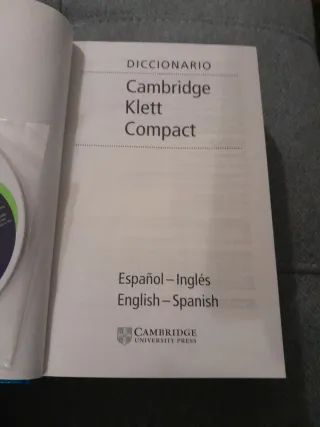 DICCIONARIO
Cambridge
Klett
Compact
Español – Inglés
English – Spanish
CAMBRIDGE
UNIVERSITY PRESS